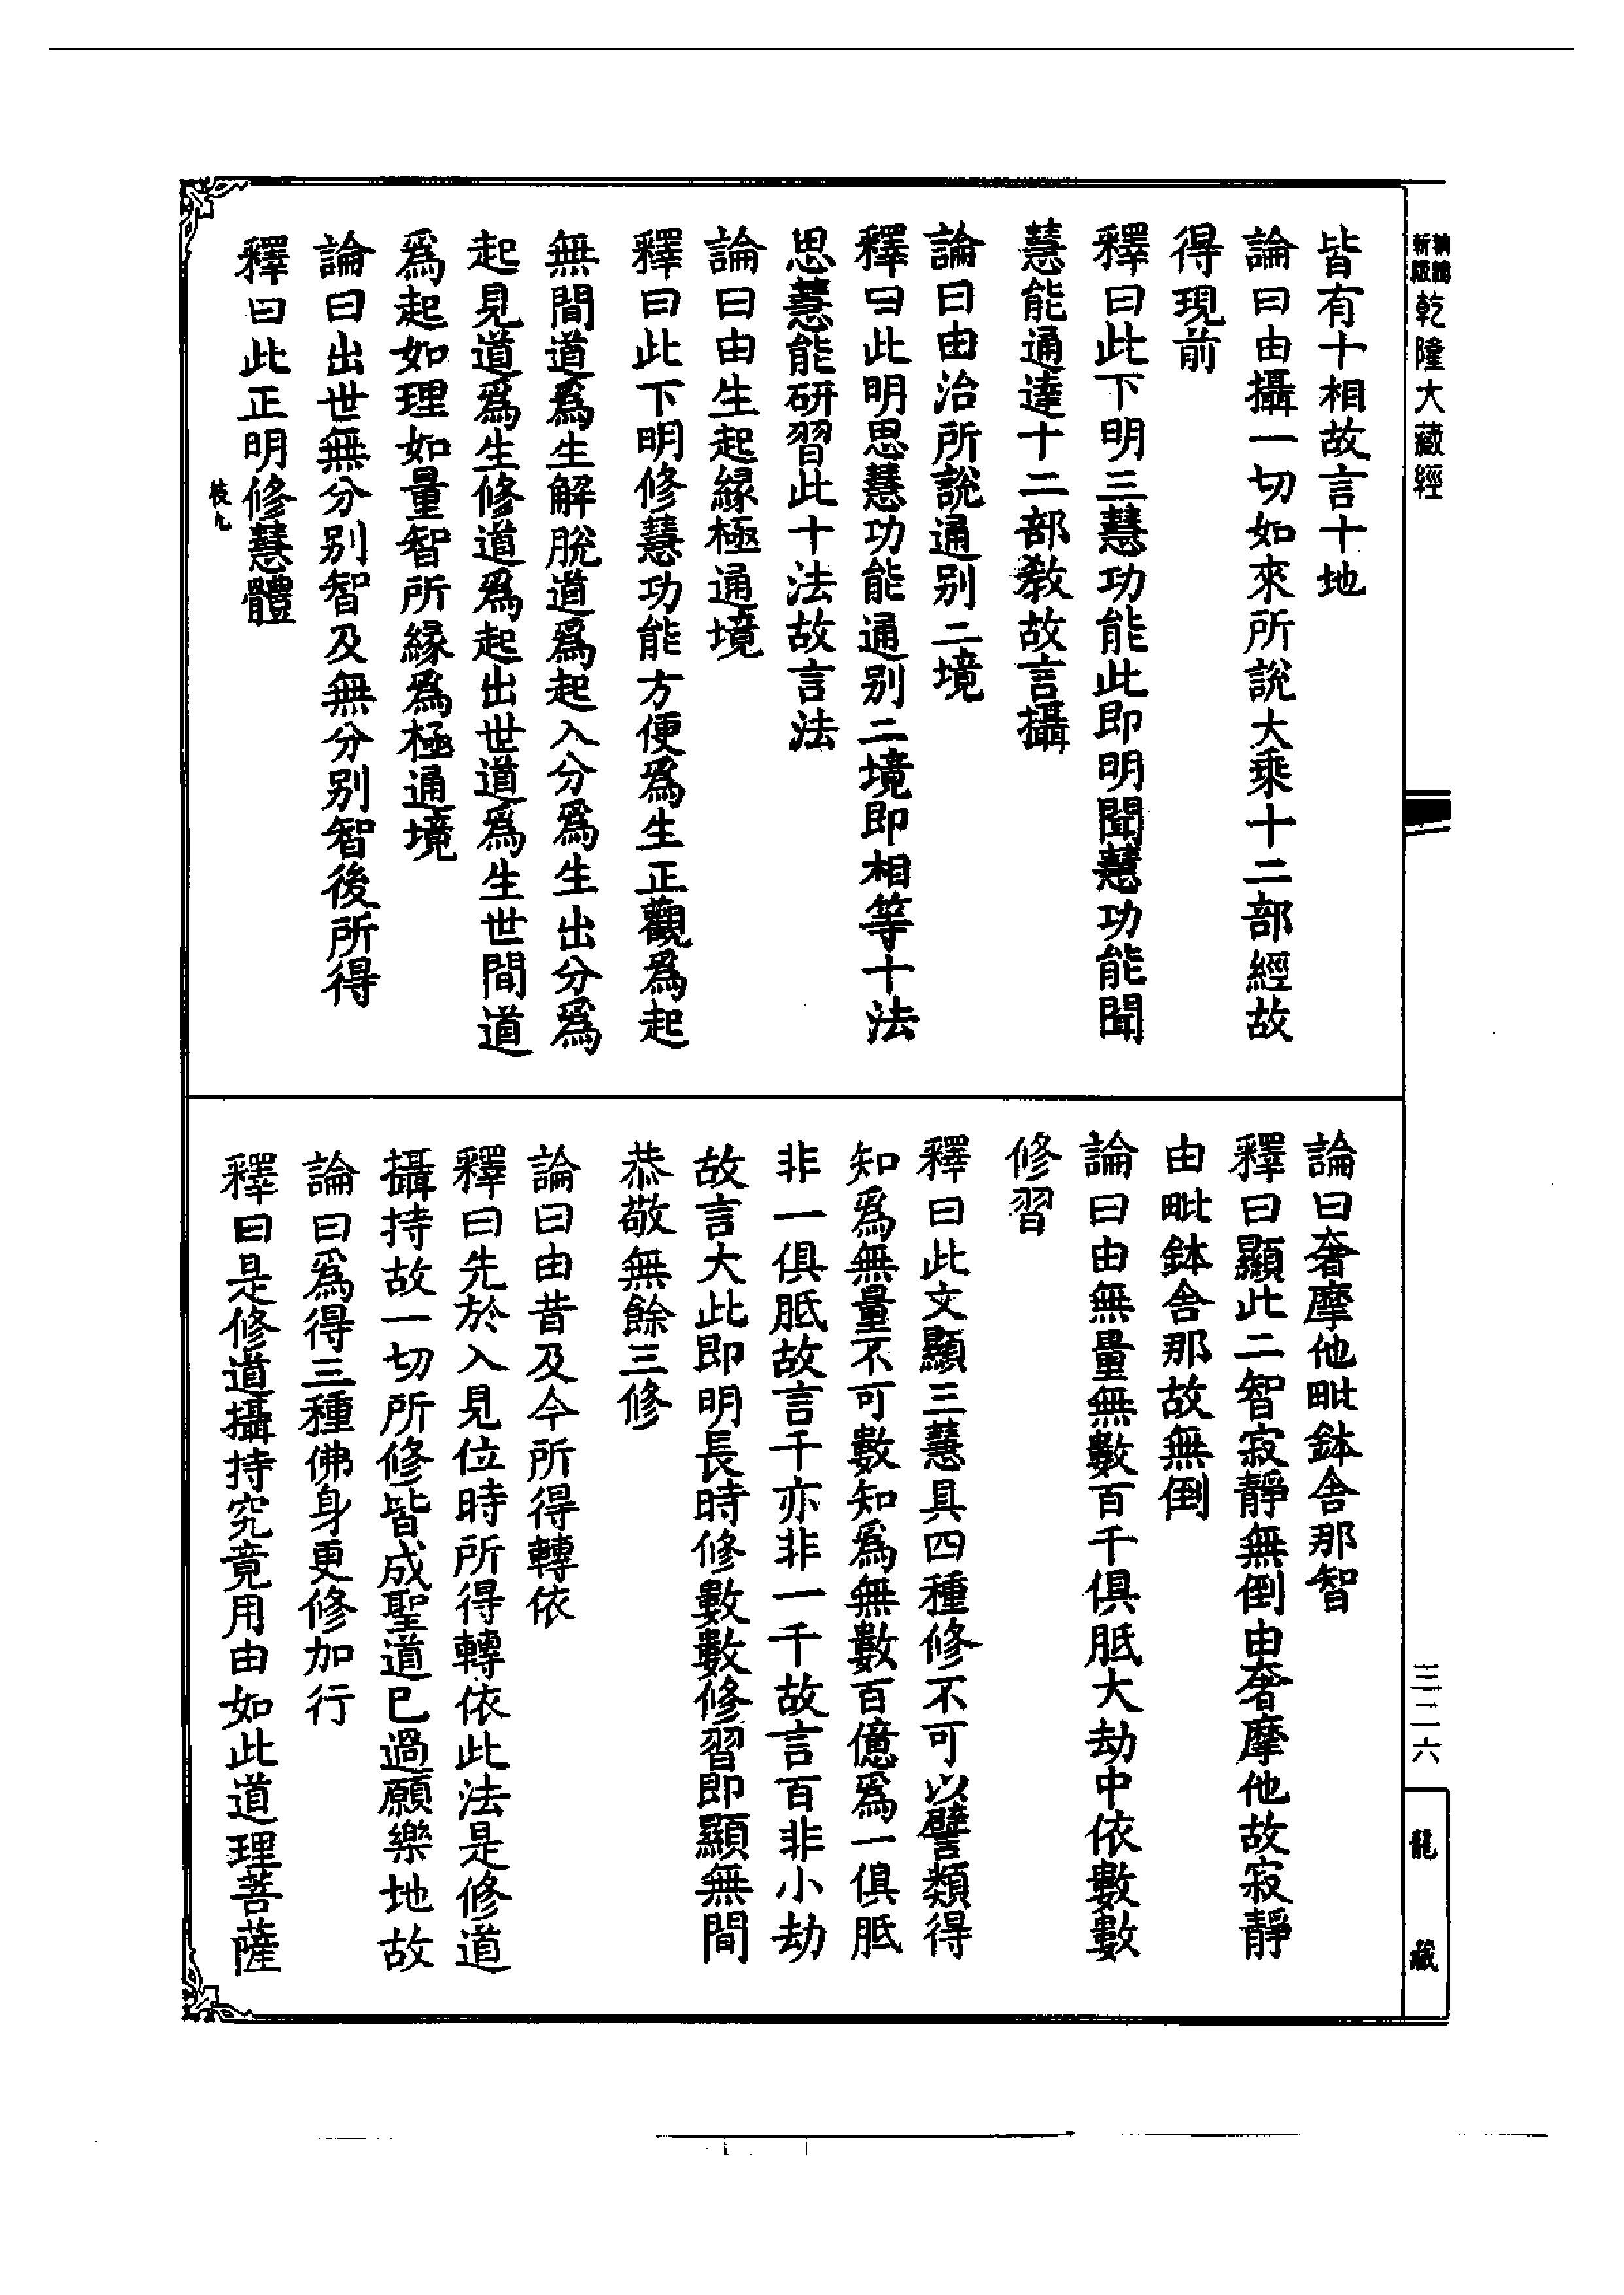 新版
乾隆大藏經
皆有十相故言十地
論曰由攝一切如來所說大乘十二部經故
得現前
釋曰此下明三慧功能此即明聞慧功能聞
慧能通達十二部教故言攝
論曰由治所說通別二境
釋曰此明思慧功能通別二境即相等十法
思慧能研習此十法故言法
論曰由生起緣極通境
釋曰此下明修慧功能方便爲生正觀爲起
無間道爲生解脫道爲起入分爲生出分爲
起見道爲生修道爲起出世道爲生世間道
爲起如理如量智所緣爲極通境
論曰出世無分別智及無分別智後所得
釋曰此正明修慧體
枝九
論曰奢摩他毗鉢舍那智
釋曰顯此二智寂靜無倒由奢摩他故寂靜
由毗鉢舍那故無倒
論曰由無量無數百千俱胝大劫中依數數
修習
釋曰此文顯三慧具四種修不可以譬類得
知爲無量不可數知爲無數百億爲一俱胝
非一俱胝故言千亦非一千故言百非小劫
故言大此即明長時修數數修習即顯無間
恭敬無餘三修
論曰由昔及今所得轉依
釋曰先於入見位時所得轉依此法是修道
攝持故一切所修皆成聖道已過願樂地故
論曰爲得三種佛身更修加行
釋曰是修道攝持究竟用由如此道理菩薩
三二六
龍藏